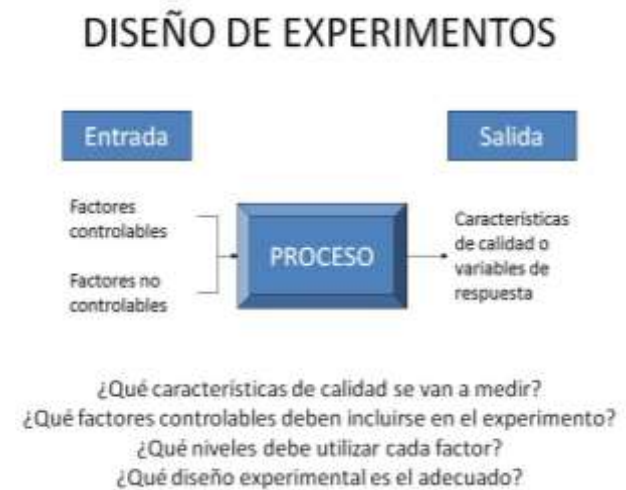 DISEÑO DE EXPERIMENTOS
Entrada
Salida
Factores
controlables
Factores no
controlables
PROCESO
Características
de calidad o
variables de
respuesta
¿Qué características de calidad se van a medir?
¿Qué factores controlables deben incluirse en el experimento?
¿Qué niveles debe utilizar cada factor?
¿Qué diseño experimental es el adecuado?